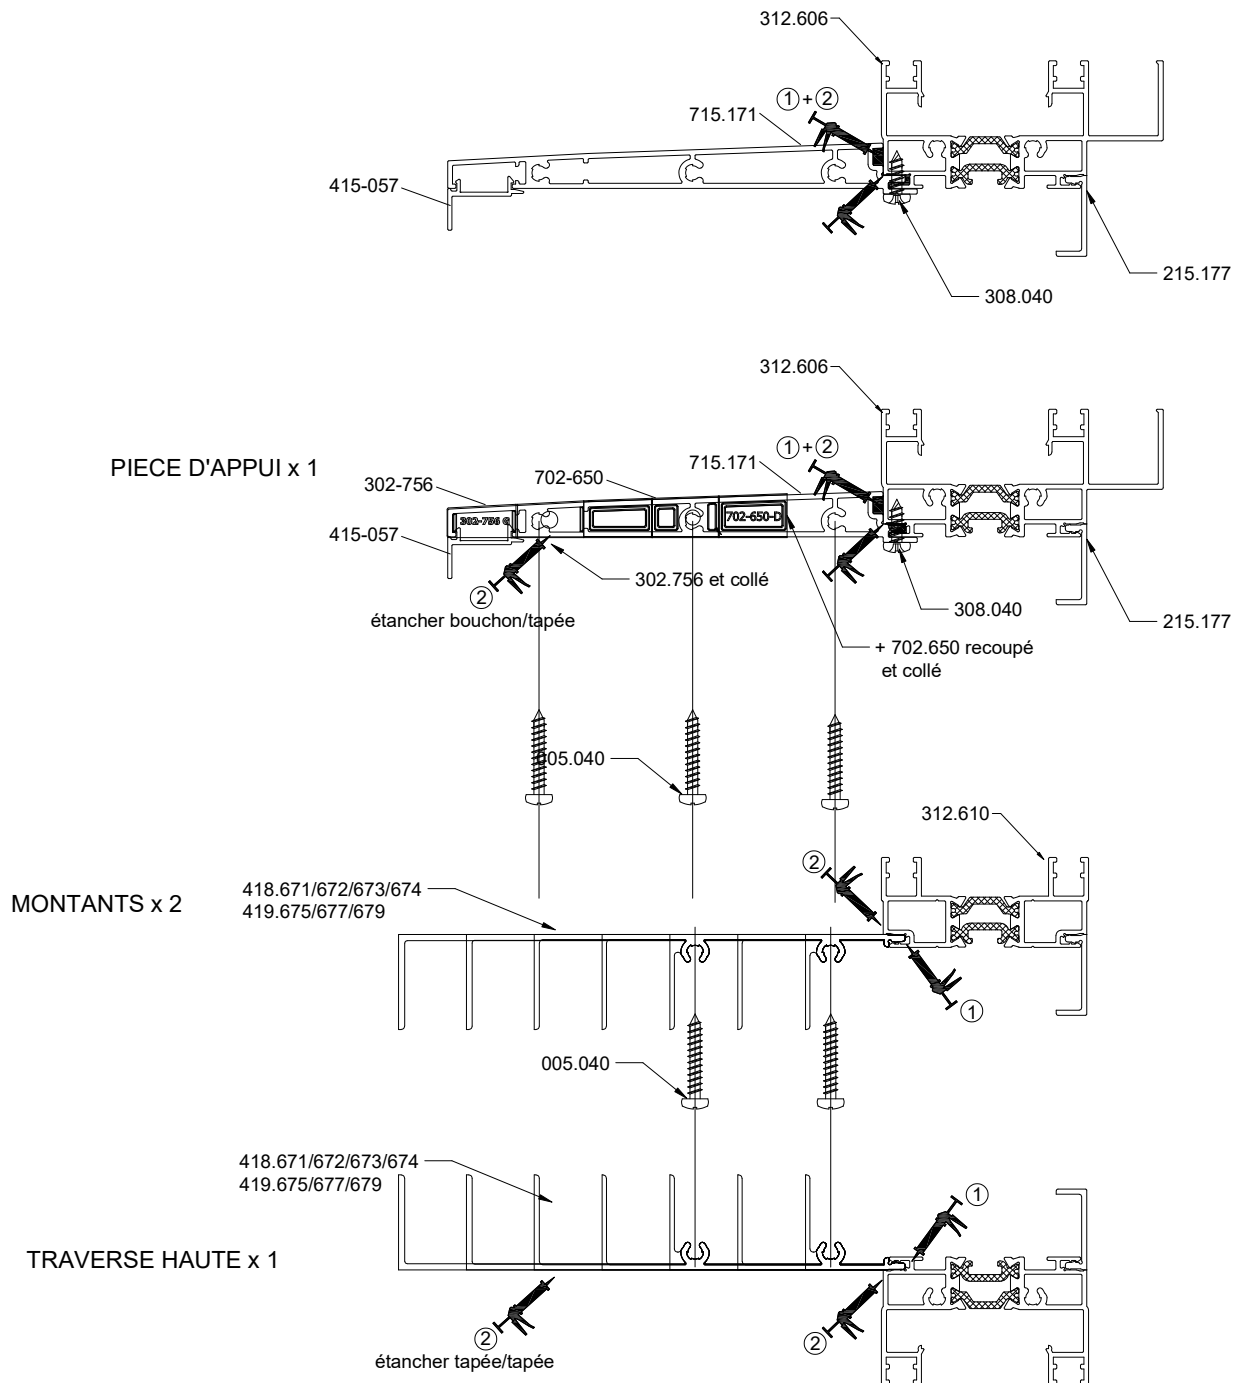 312.606
① + ②
715.171
415-057
215.177
308.040
312.606
① + ②
PIECE D'APPUI x 1
715.171
702-650
302-756
302-756 G
702-650-D
415-057
302.756 et collé
②
308.040
étancher bouchon/tapée
215.177
+ 702.650 recoupé
et collé
005.040
312.610
②
418.671/672/673/674
MONTANTS x 2
419.675/677/679
①
005.040
418.671/672/673/674
419.675/677/679
①
TRAVERSE HAUTE x 1
②
②
étancher tapée/tapée